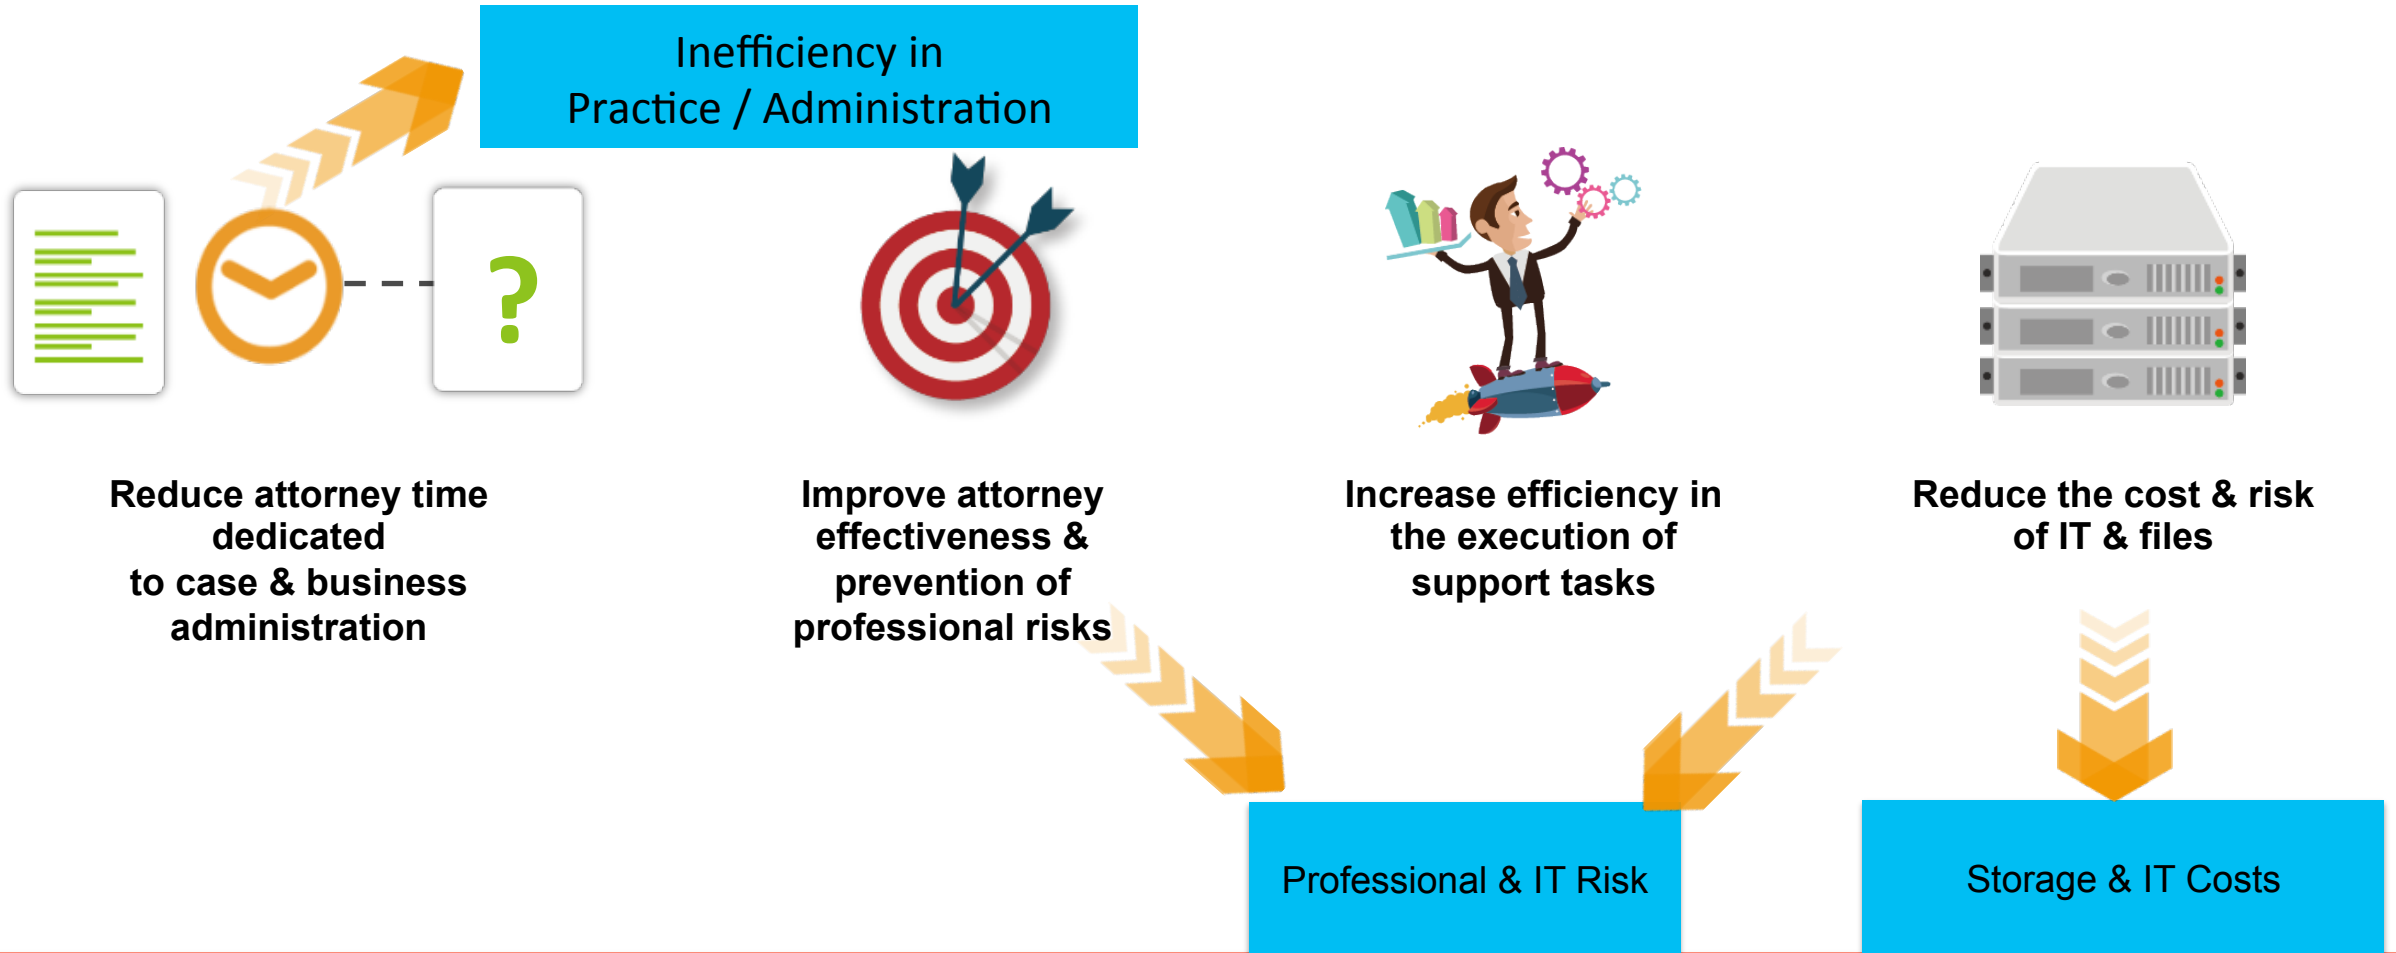 Inefficiency in
Practice / Administration
?
Reduce attorney time
dedicated
to case & business
administration
Improve attorney
effectiveness &
prevention of
professional risks
Increase efficiency in
the execution of
support tasks
Reduce the cost & risk
of IT & files
Professional & IT Risk
Storage & IT Costs